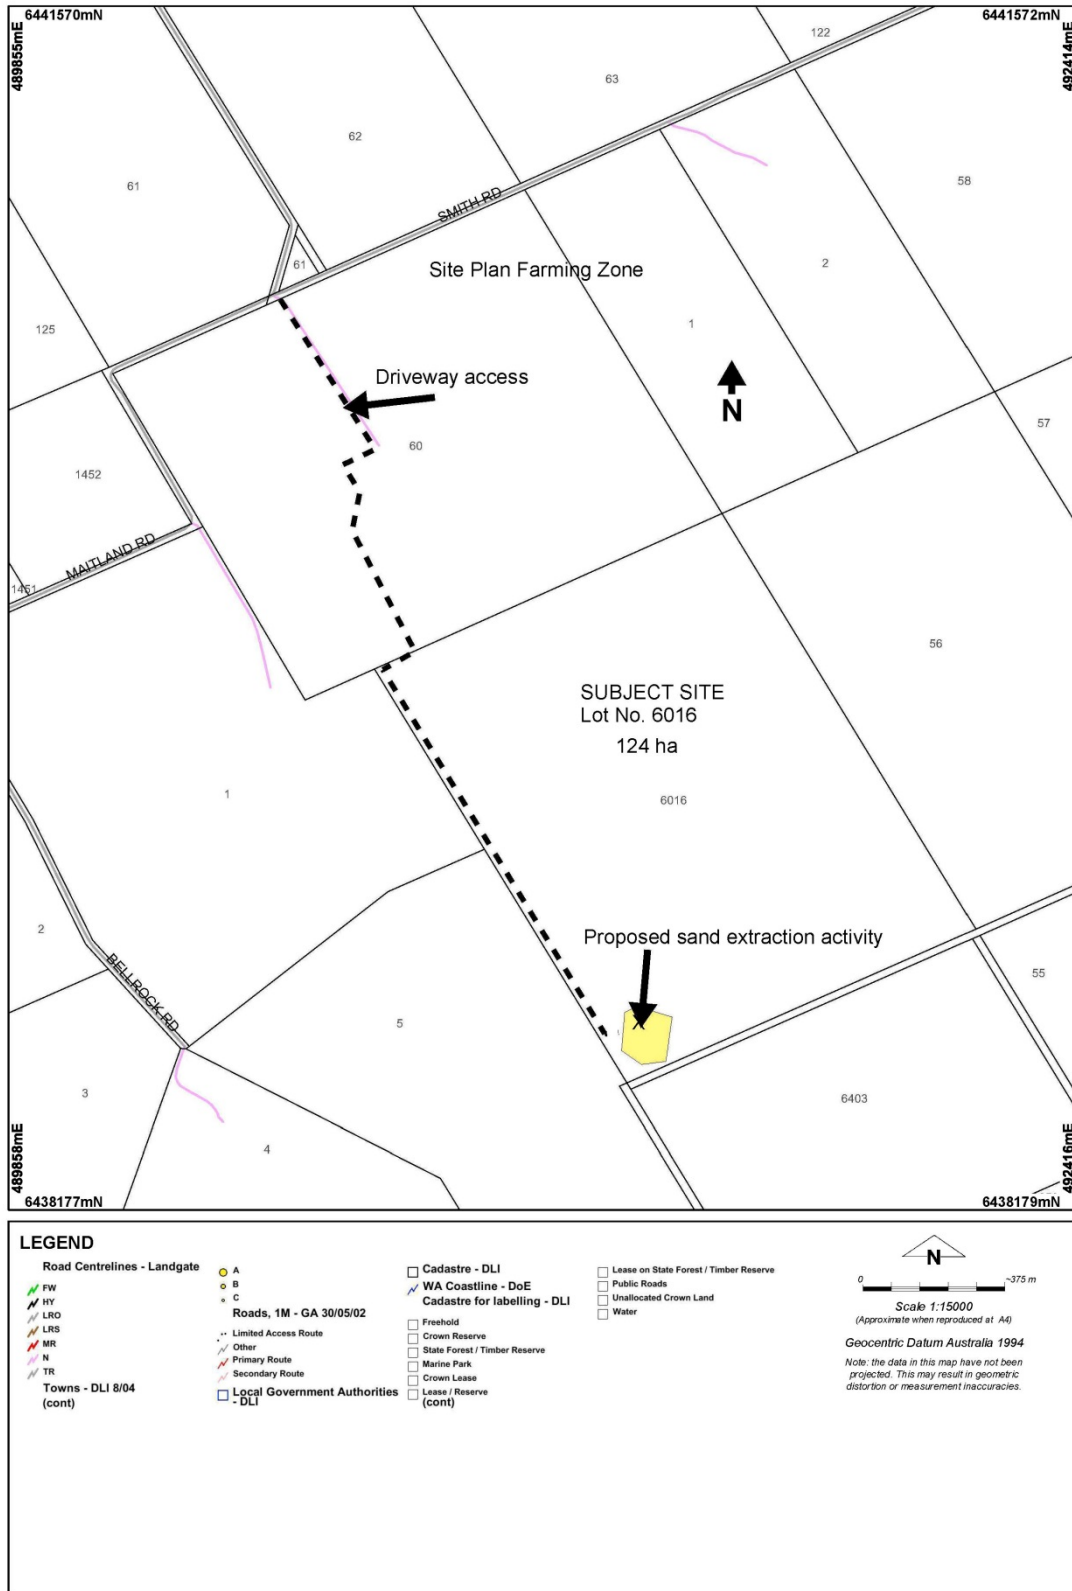 6441570mN
6441572mN
489855mE
492414mE
122
63
62
61
58
SMITH RD
61
Site Plan Farming Zone
2
125
1
Driveway access
N
57
60
1452
MAITLAND RD
1451
56
SUBJECT SITE
Lot No. 6016
124 ha
1
6016
2
Proposed sand extraction activity
BELLROCK RD
55
5
3
6403
4
489858mE
492416mE
6438177mN
6438179mN
LEGEND
Road Centrelines - Landgate
FW
HY
LRO
LRS
MR
N
TR
Towns - DLI 8/04
(cont)
A
B
C
Roads, 1M - GA 30/05/02
Limited Access Route
Other
Primary Route
Secondary Route
Local Government Authorities
- DLI
Cadastre - DLI
WA Coastline - DoE
Cadastre for labelling - DLI
Freehold
Crown Reserve
State Forest / Timber Reserve
Marine Park
Crown Lease
Lease / Reserve
(cont)
Lease on State Forest / Timber Reserve
Public Roads
Unallocated Crown Land
Water
N
0 ~375 m
Scale 1:15000
(Approximate when reproduced at A4)
Geocentric Datum Australia 1994
Note: the data in this map have not been
projected. This may result in geometric
distortion or measurement inaccuracies.